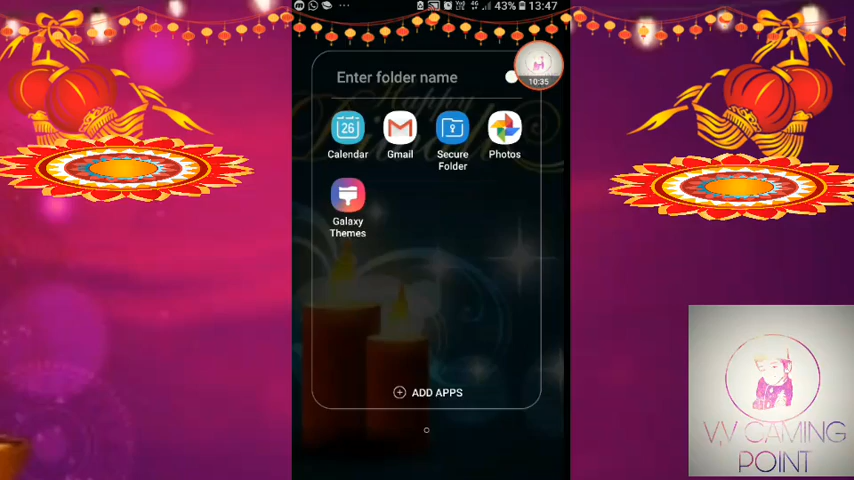 43% 13:47
Enter folder name
10:35
Happy
26
Calendar
Gmail
Secure
Folder
Photos
Galaxy
Themes
ADD APPS
V,V GAMING
POINT